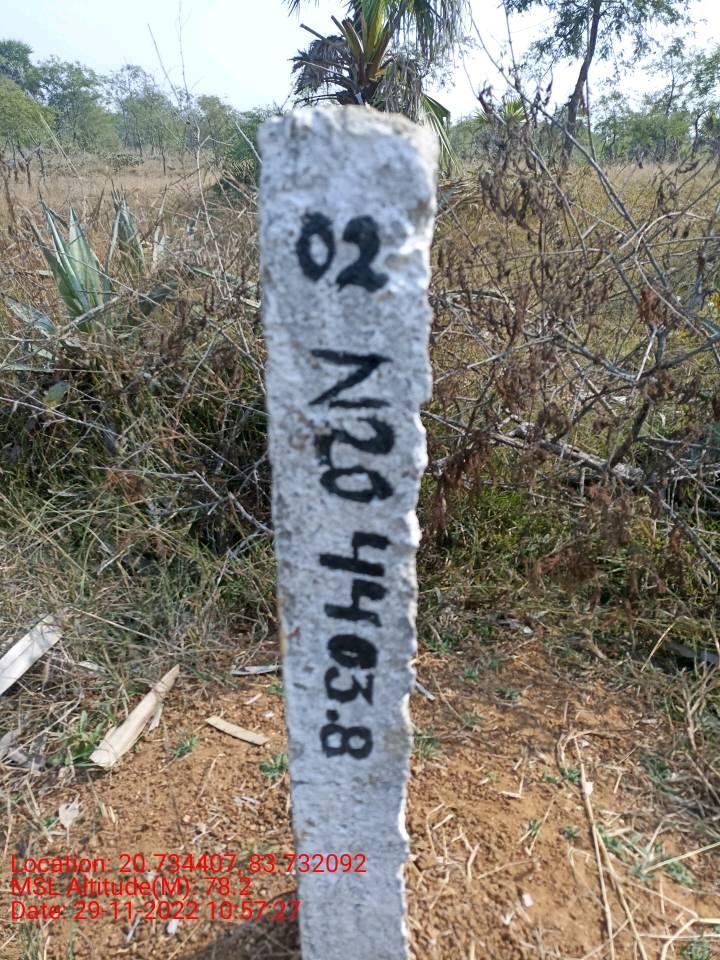 02
N20 4403.8
Location: 20.734407, 83.732092
MSL Altitude(M): 78.2
Date: 29-11-2022 10:57:27